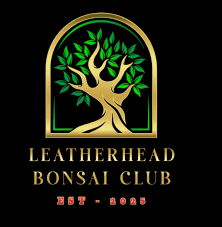 LEATHERHEAD
BONSAI CLUB
EST - 2025